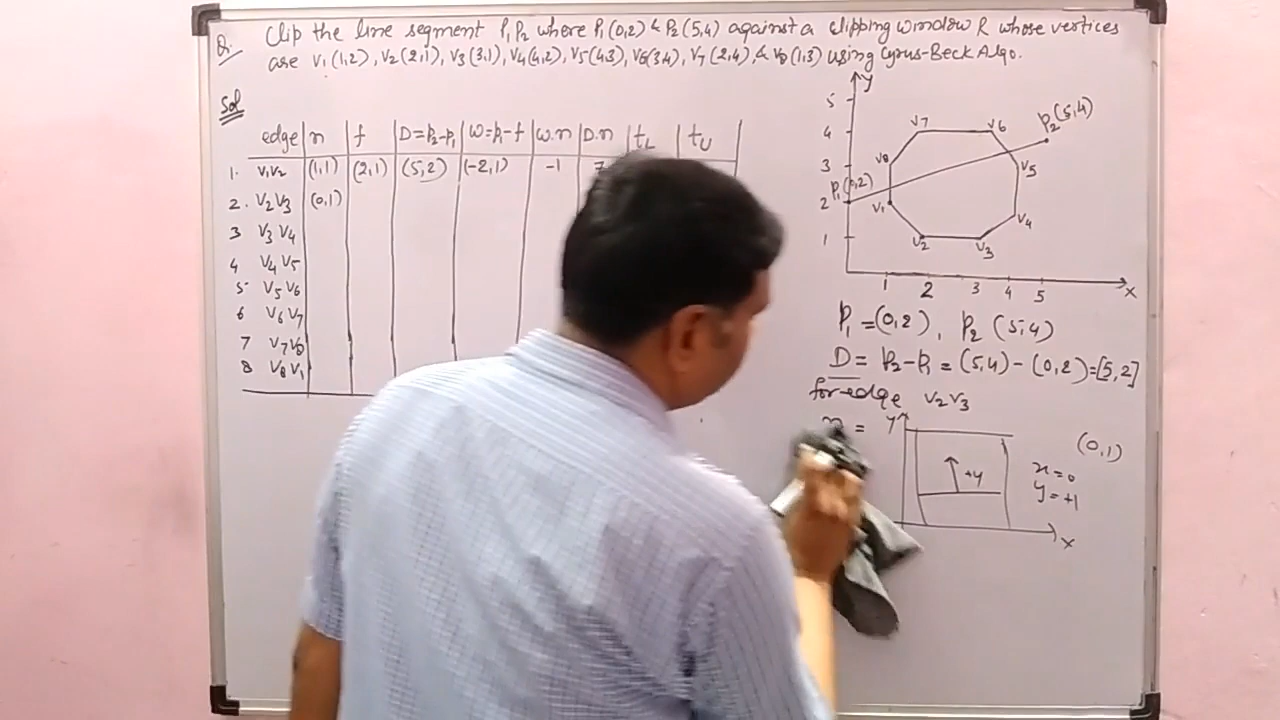 Q:- Clip the line segment P₁P₂ where P₁(0,2) & P₂(5,4) against a clipping window R whose vertices
are V₁(1,2), V₂(2,1), V₃(3,1), V₄(4,2), V₅(4,3), V₆(3,4), V₇(2,4), & V₈(1,3) using Cyrus-Beck Algo.
Sol
edge n f D=P₂-P₁ W=P₁-f W.n D.n tL tU
1. V₁V₂ (1,1) (2,1) (5,2) (-2,1) -1 7
2. V₂V₃ (0,1)
3 V₃V₄
4 V₄V₅
5 V₅V₆
6 V₆V₇
7 V₇V₈
8 V₈V₁
y
5
4
3
2
1
V₇ V₆ P₂(5,4)
V₈ V₅
P₁(0,2)
V₁ V₄
V₂ V₃
1 2 3 4 5 x
P₁=(0,2), P₂(5,4)
D= P₂-P₁ = (5,4)-(0,2)=[5,2]
for edge V₂V₃
n = y
+y
x
(0,1)
x=0
y=+1